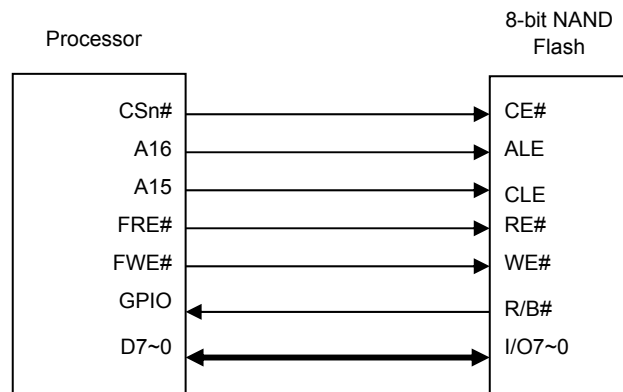 Processor
8-bit NAND
Flash
CSn#
CE#
A16
ALE
A15
CLE
FRE#
RE#
FWE#
WE#
GPIO
R/B#
D7~0
I/O7~0